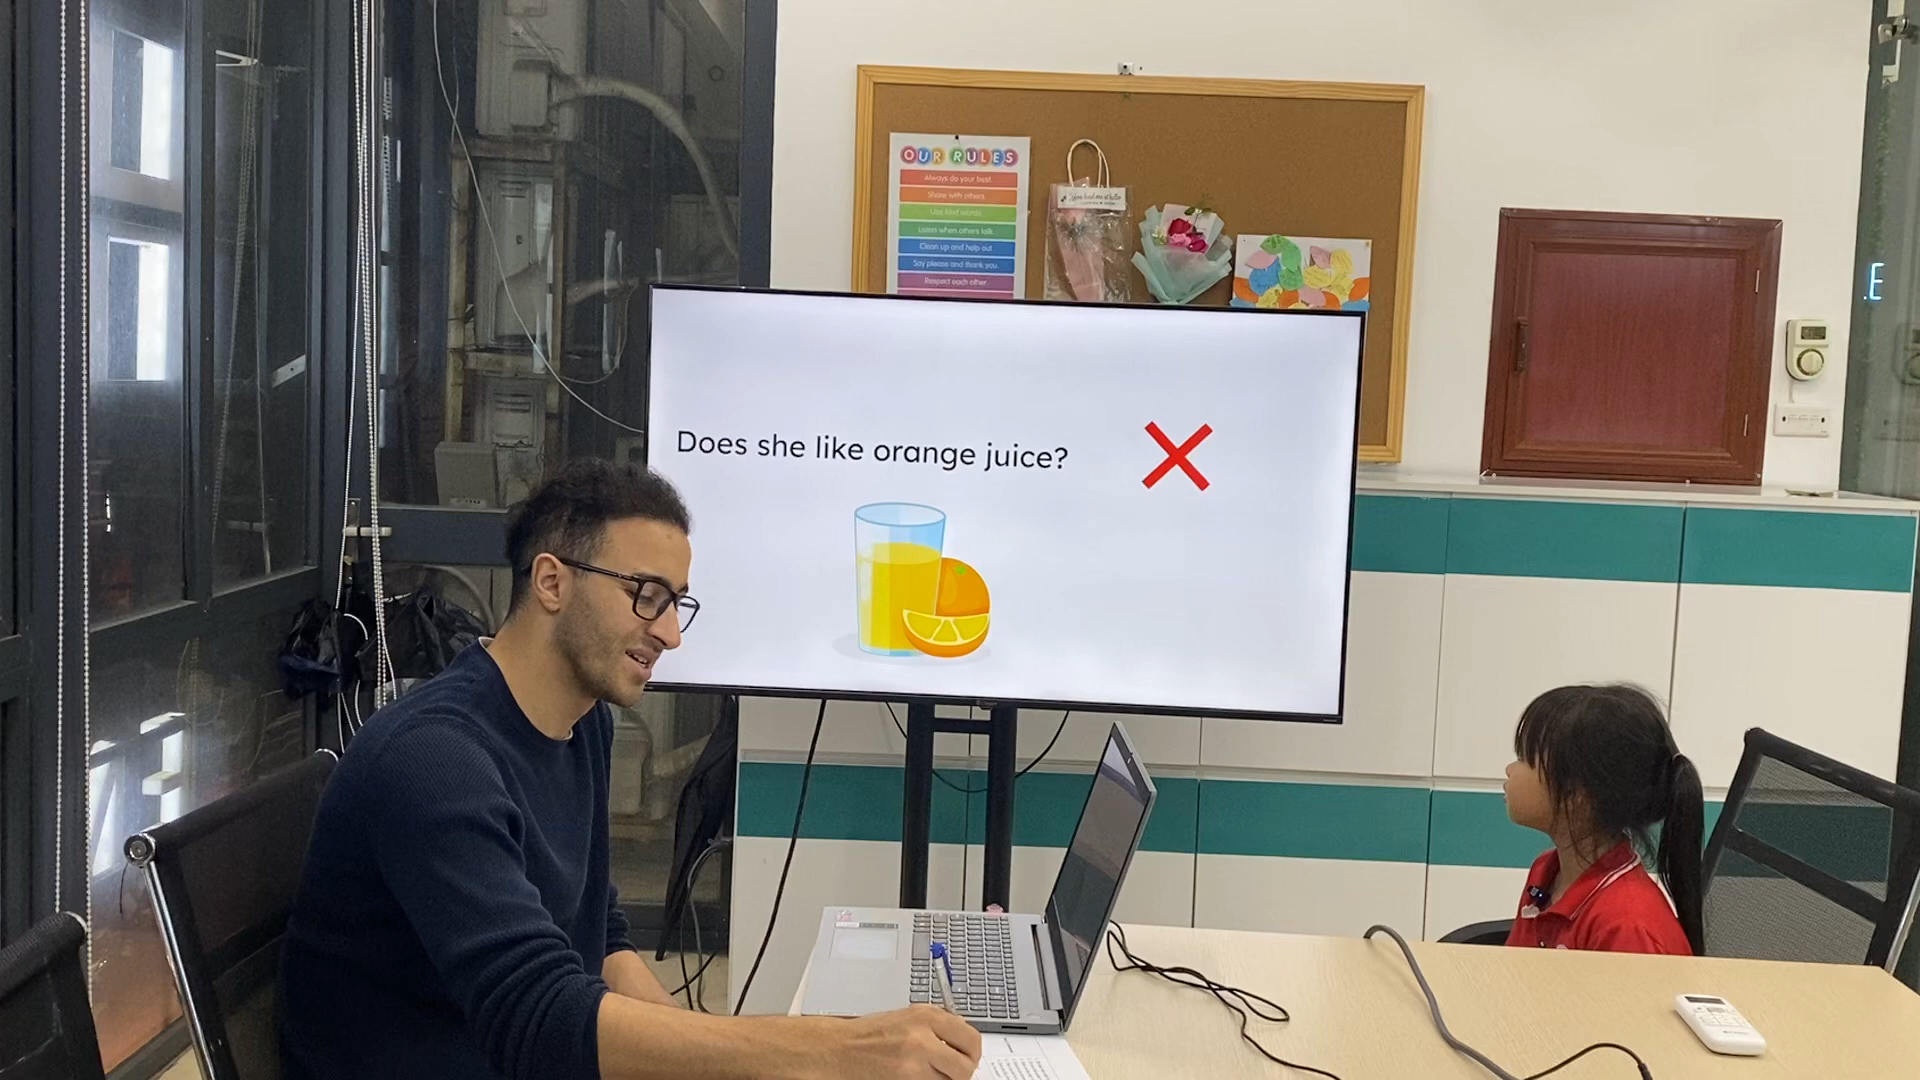 OUR RULES
Always do your best.
Share with others.
Use kind words.
Listen when others talk.
Clean up and help out.
Say please and thank you.
Respect each other.
Does she like orange juice?
.E